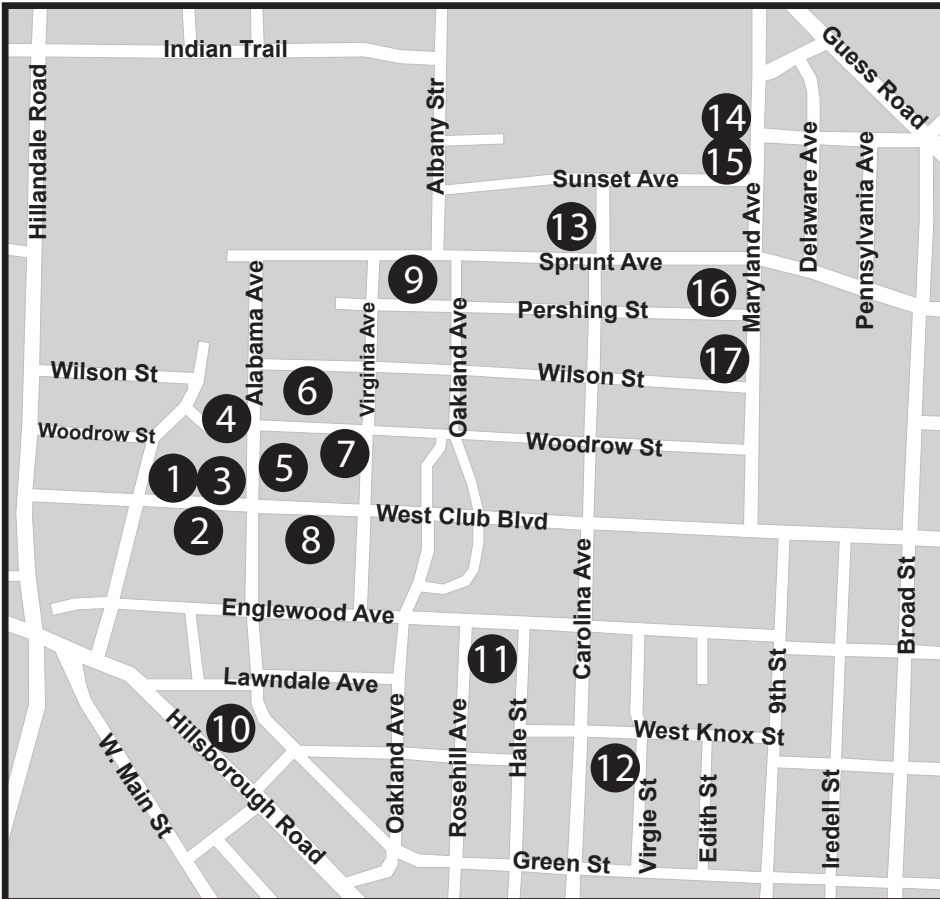 Indian Trail
Hillandale Road
Albany Str
Guess Road
14
15
Sunset Ave
Maryland Ave
Delaware Ave
Pennsylvania Ave
13
Sprunt Ave
9
16
Pershing St
Alabama Ave
Virginia Ave
Oakland Ave
17
Wilson St
6
Wilson St
4
Woodrow St
7
Woodrow St
1
3
5
West Club Blvd
2
8
Carolina Ave
Broad St
Englewood Ave
11
Lawndale Ave
9th St
10
Hillsborough Road
W. Main St
Oakland Ave
Rosehill Ave
Hale St
West Knox St
12
Virgie St
Edith St
Iredell St
Green St